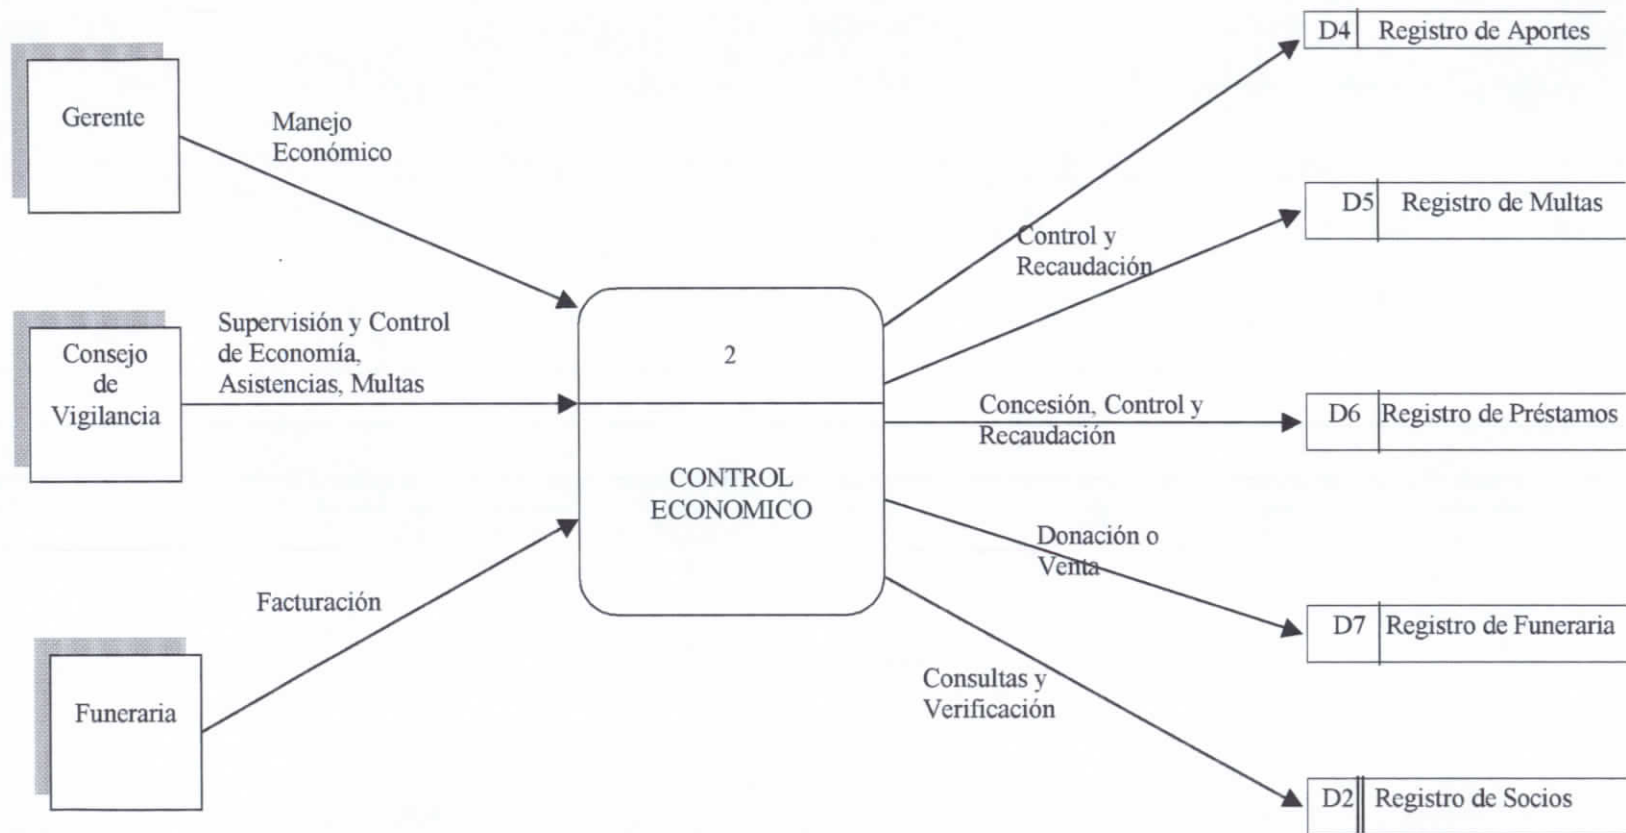 D4 Registro de Aportes
Gerente
Manejo
Económico
D5 Registro de Multas
Control y
Recaudación
Supervisión y Control
de Economía,
Asistencias, Multas
Consejo
de
Vigilancia
2
CONTROL
ECONOMICO
Concesión, Control y
Recaudación
D6 Registro de Préstamos
Donación o
Venta
Facturación
D7 Registro de Funeraria
Funeraria
Consultas y
Verificación
D2 Registro de Socios